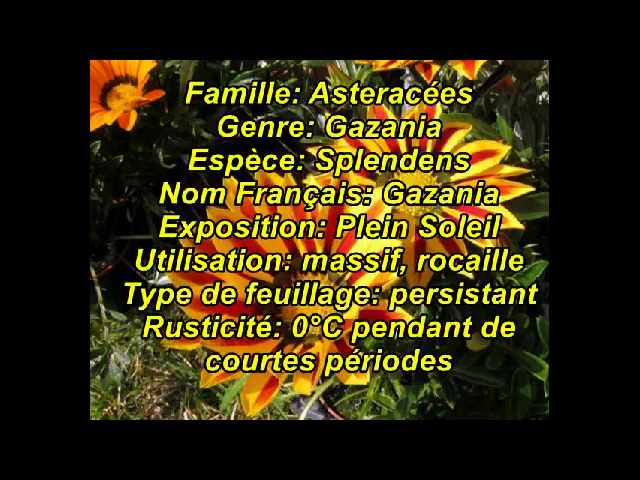 Famille: Asteracées
Genre: Gazania
Espèce: Splendens
Nom Français: Gazania
Exposition: Plein Soleil
Utilisation: massif, rocaille
Type de feuillage: persistant
Rusticité: 0°C pendant de
courtes périodes